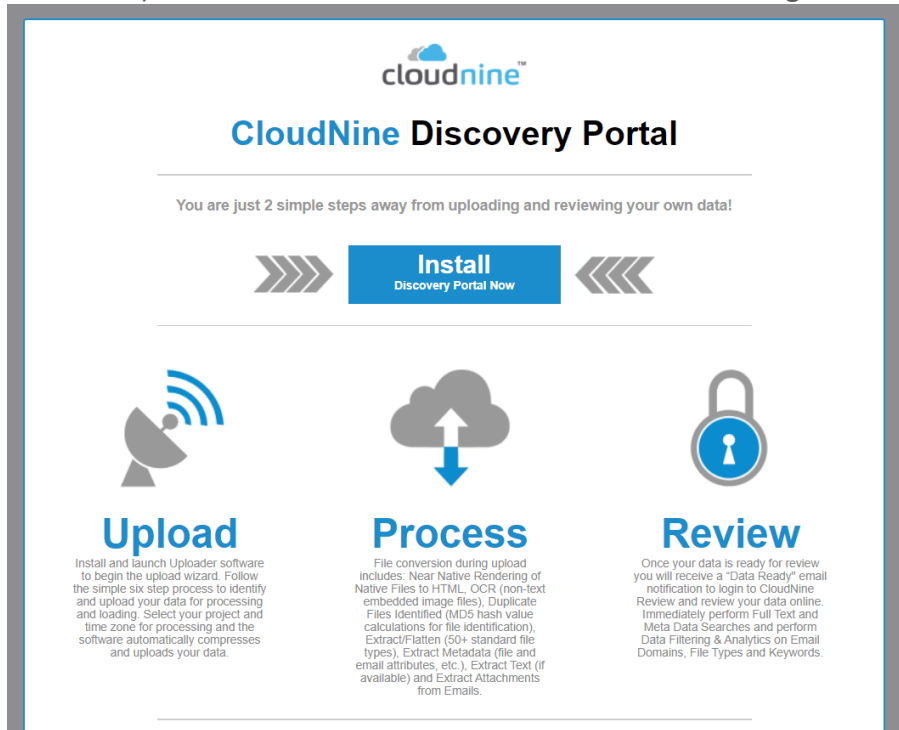 cloudnine™
CloudNine Discovery Portal
You are just 2 simple steps away from uploading and reviewing your own data!
Install
Discovery Portal Now
Upload
Install and launch Uploader software
to begin the upload wizard. Follow
the simple six step process to identify
and upload your data for processing
and loading. Select your project and
time zone for processing and the
software automatically compresses
and uploads your data.
Process
File conversion during upload
includes: Near Native Rendering of
Native Files to HTML, OCR (non-text
embedded image files), Duplicate
Files Identified (MD5 hash value
calculations for file identification),
Extract/Flatten (50+ standard file
types), Extract Metadata (file and
email attributes, etc.), Extract Text (if
available) and Extract Attachments
from Emails.
Review
Once your data is ready for review
you will receive a "Data Ready" email
notification to login to CloudNine
Review and review your data online.
Immediately perform Full Text and
Meta Data Searches and perform
Data Filtering & Analytics on Email
Domains, File Types and Keywords.